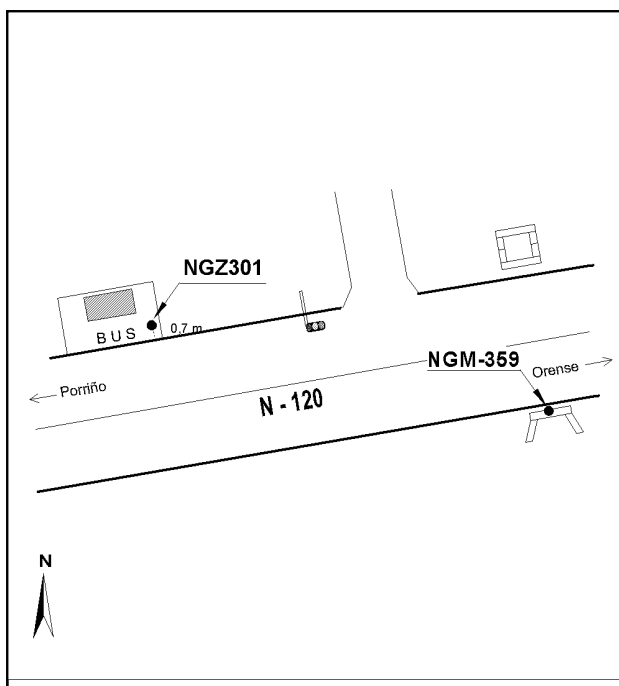 NGZ301
BUS
0,7 m
NGM-359
Orense
Porriño
N - 120
N